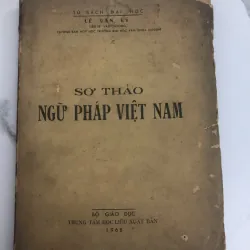 TỦ SÁCH ĐẠI HỌC
LÊ VĂN LÝ
SƠ THẢO
NGỮ PHÁP VIỆT NAM
BỘ GIÁO DỤC
TRUNG TÂM HỌC LIỆU XUẤT BẢN
1968